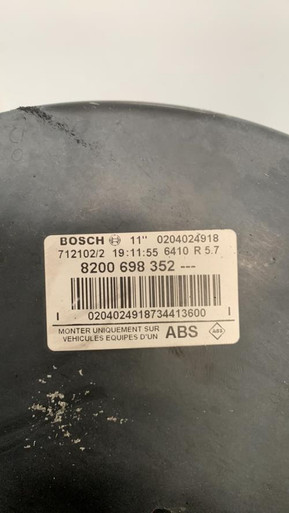 BOSCH 11" 0204024918
712102/2 19:11:55 6410 R 5.7
8200 698 352 ---
I 0204024918734413600 I
MONTER UNIQUEMENT SUR
VEHICULES EQUIPES D'UN ABS